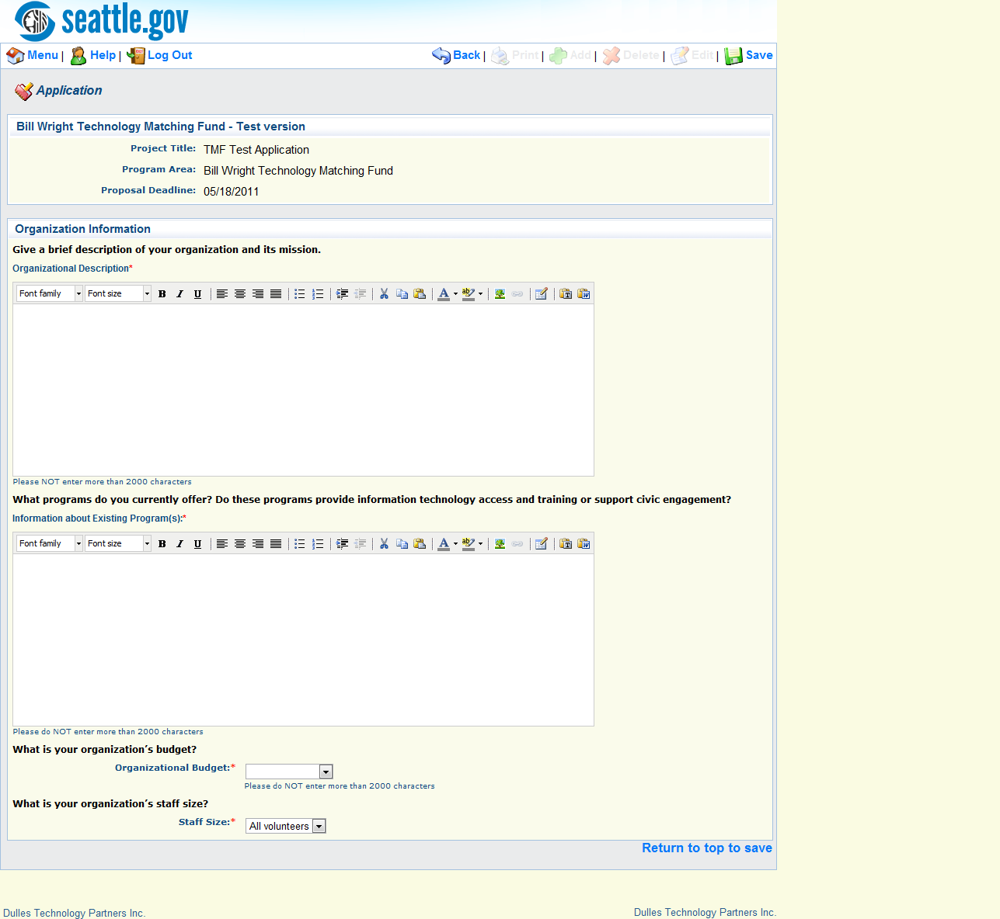 seattle.gov
Menu | Help | Log Out Back | Print | Add | Delete | Edit | Save
Application
Bill Wright Technology Matching Fund - Test version
Project Title: TMF Test Application
Program Area: Bill Wright Technology Matching Fund
Proposal Deadline: 05/18/2011
Organization Information
Give a brief description of your organization and its mission.
Organizational Description*
Font family Font size B I U A ab
Please NOT enter more than 2000 characters
What programs do you currently offer? Do these programs provide information technology access and training or support civic engagement?
Information about Existing Program(s):*
Font family Font size B I U A ab
Please do NOT enter more than 2000 characters
What is your organization's budget?
Organizational Budget:*
Please do NOT enter more than 2000 characters
What is your organization's staff size?
Staff Size:* All volunteers
Return to top to save
Dulles Technology Partners Inc. Dulles Technology Partners Inc.